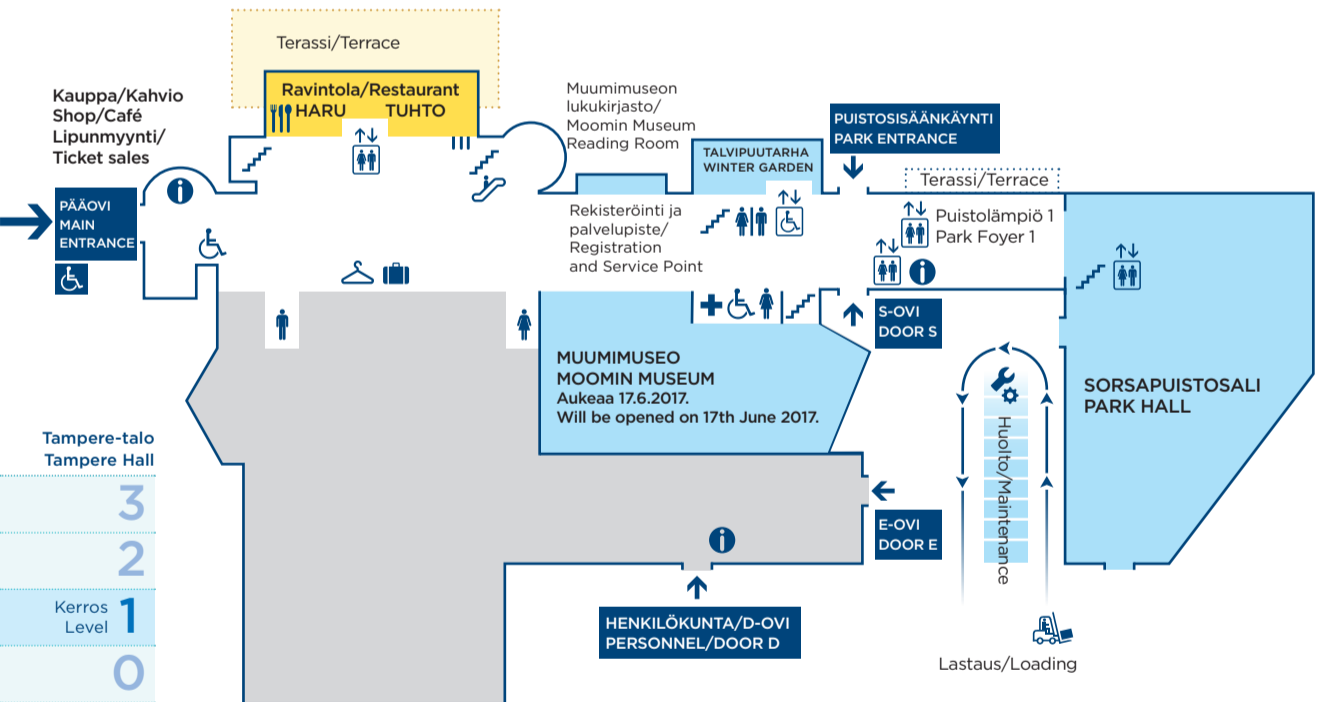 Terassi/Terrace
Ravintola/Restaurant
HARU TUHTO
Kauppa/Kahvio
Shop/Café
Lipunmyynti/
Ticket sales
Muumimuseon
lukukirjasto/
Moomin Museum
Reading Room
PUISTOSISÄÄNKÄYNTI
PARK ENTRANCE
TALVIPUUTARHA
WINTER GARDEN
Terassi/Terrace
PÄÄOVI
MAIN
ENTRANCE
Rekisteröinti ja
palvelupiste/
Registration
and Service Point
Puistolämpiö 1
Park Foyer 1
S-OVI
DOOR S
MUUMIMUSEO
MOOMIN MUSEUM
Aukeaa 17.6.2017.
Will be opened on 17th June 2017.
SORSAPUISTOSALI
PARK HALL
Huolto/Maintenance
Tampere-talo
Tampere Hall
3
2
Kerros
Level
1
0
E-OVI
DOOR E
HENKILÖKUNTA/D-OVI
PERSONNEL/DOOR D
Lastaus/Loading